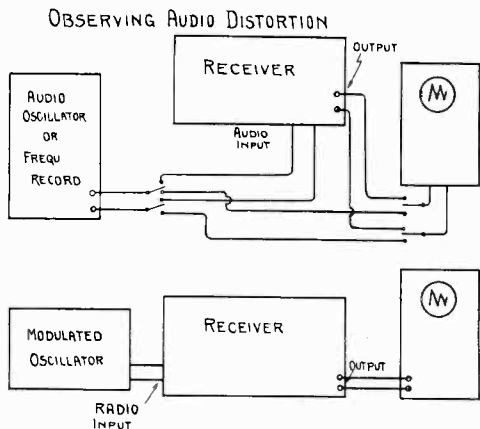 OBSERVING AUDIO DISTORTION
OUTPUT
RECEIVER
AUDIO
OSCILLATOR
OR
FREQU
RECORD
AUDIO
INPUT
MODULATED
OSCILLATOR
RECEIVER
OUTPUT
RADIO
INPUT